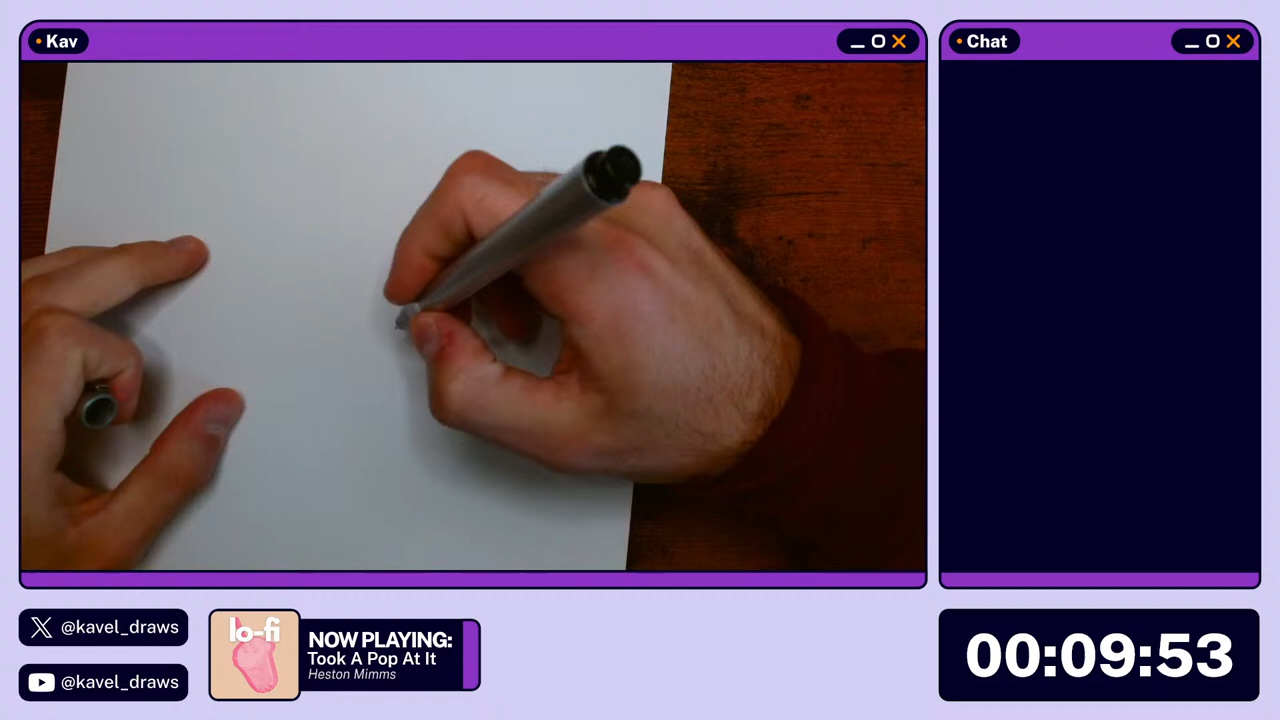 Kav
Chat
@kavel_draws
@kavel_draws
lo-fi
NOW PLAYING:
Took A Pop At It
Heston Mimms
00:09:53